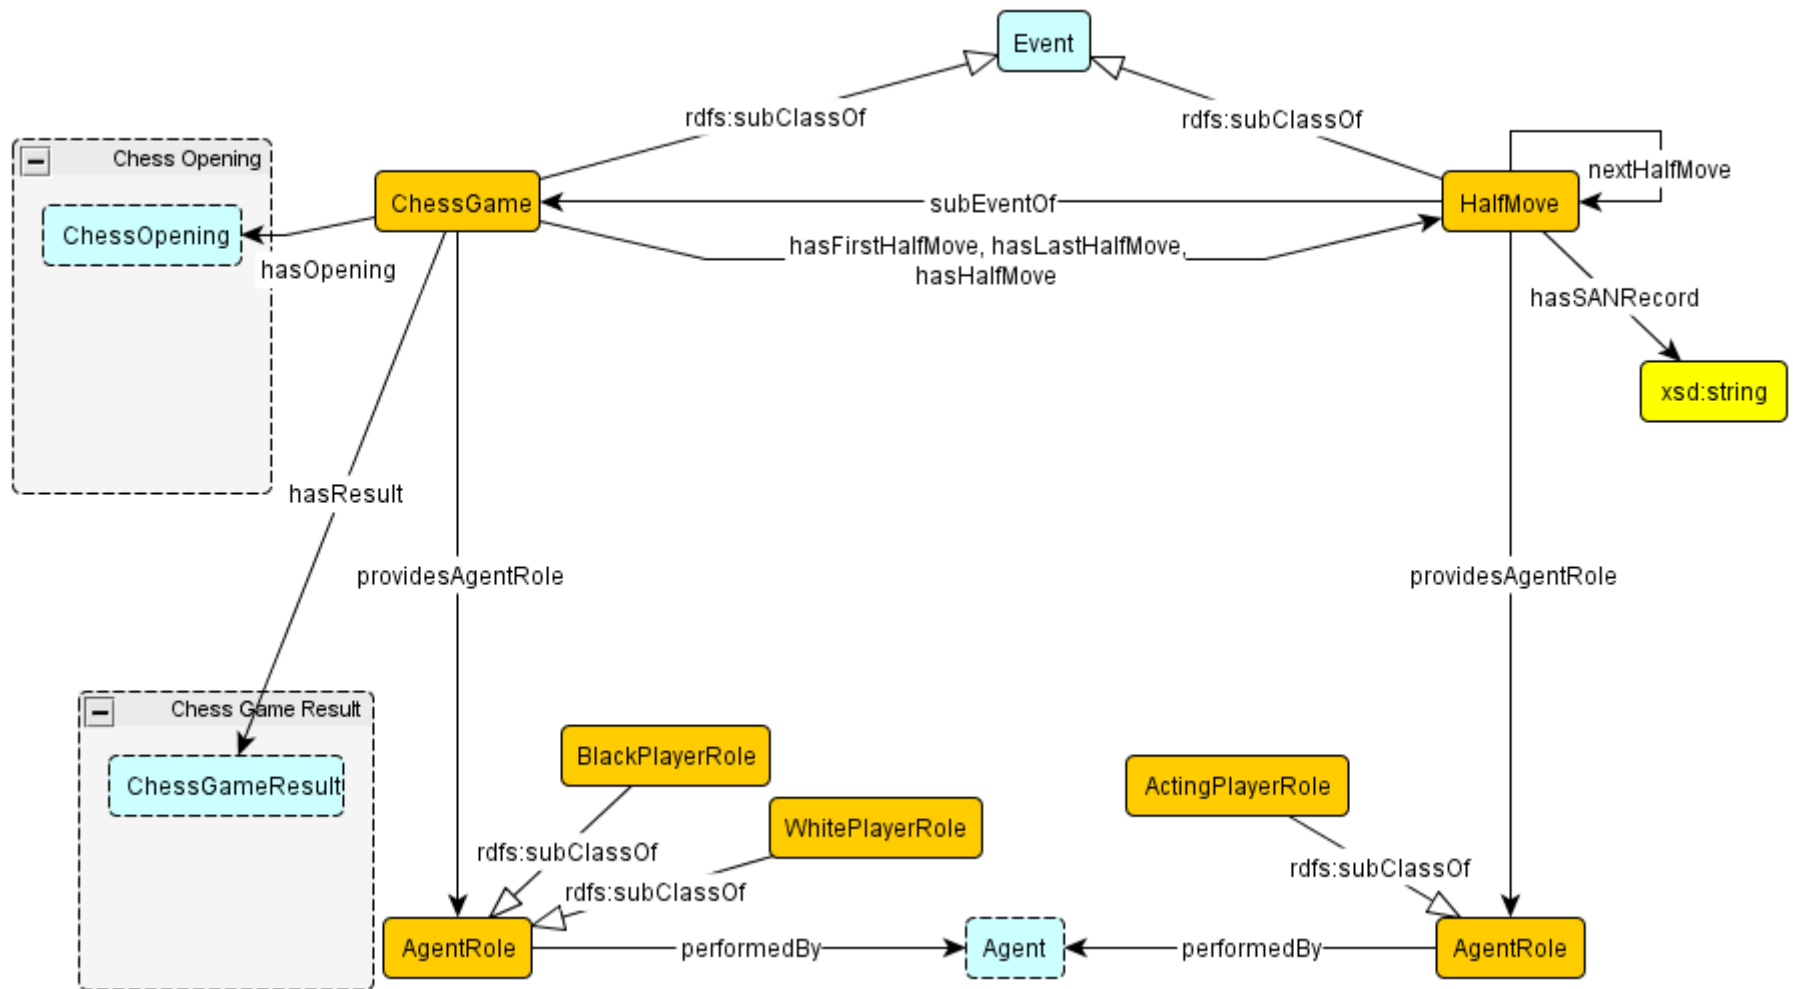 Event
rdfs:subClassOf
rdfs:subClassOf
Chess Opening
nextHalfMove
ChessGame
subEventOf
HalfMove
ChessOpening
hasFirstHalfMove, hasLastHalfMove,
hasHalfMove
hasOpening
hasSANRecord
xsd:string
hasResult
providesAgentRole
providesAgentRole
Chess Game Result
BlackPlayerRole
ChessGameResult
ActingPlayerRole
WhitePlayerRole
rdfs:subClassOf
rdfs:subClassOf
rdfs:subClassOf
AgentRole
performedBy
Agent
performedBy
AgentRole